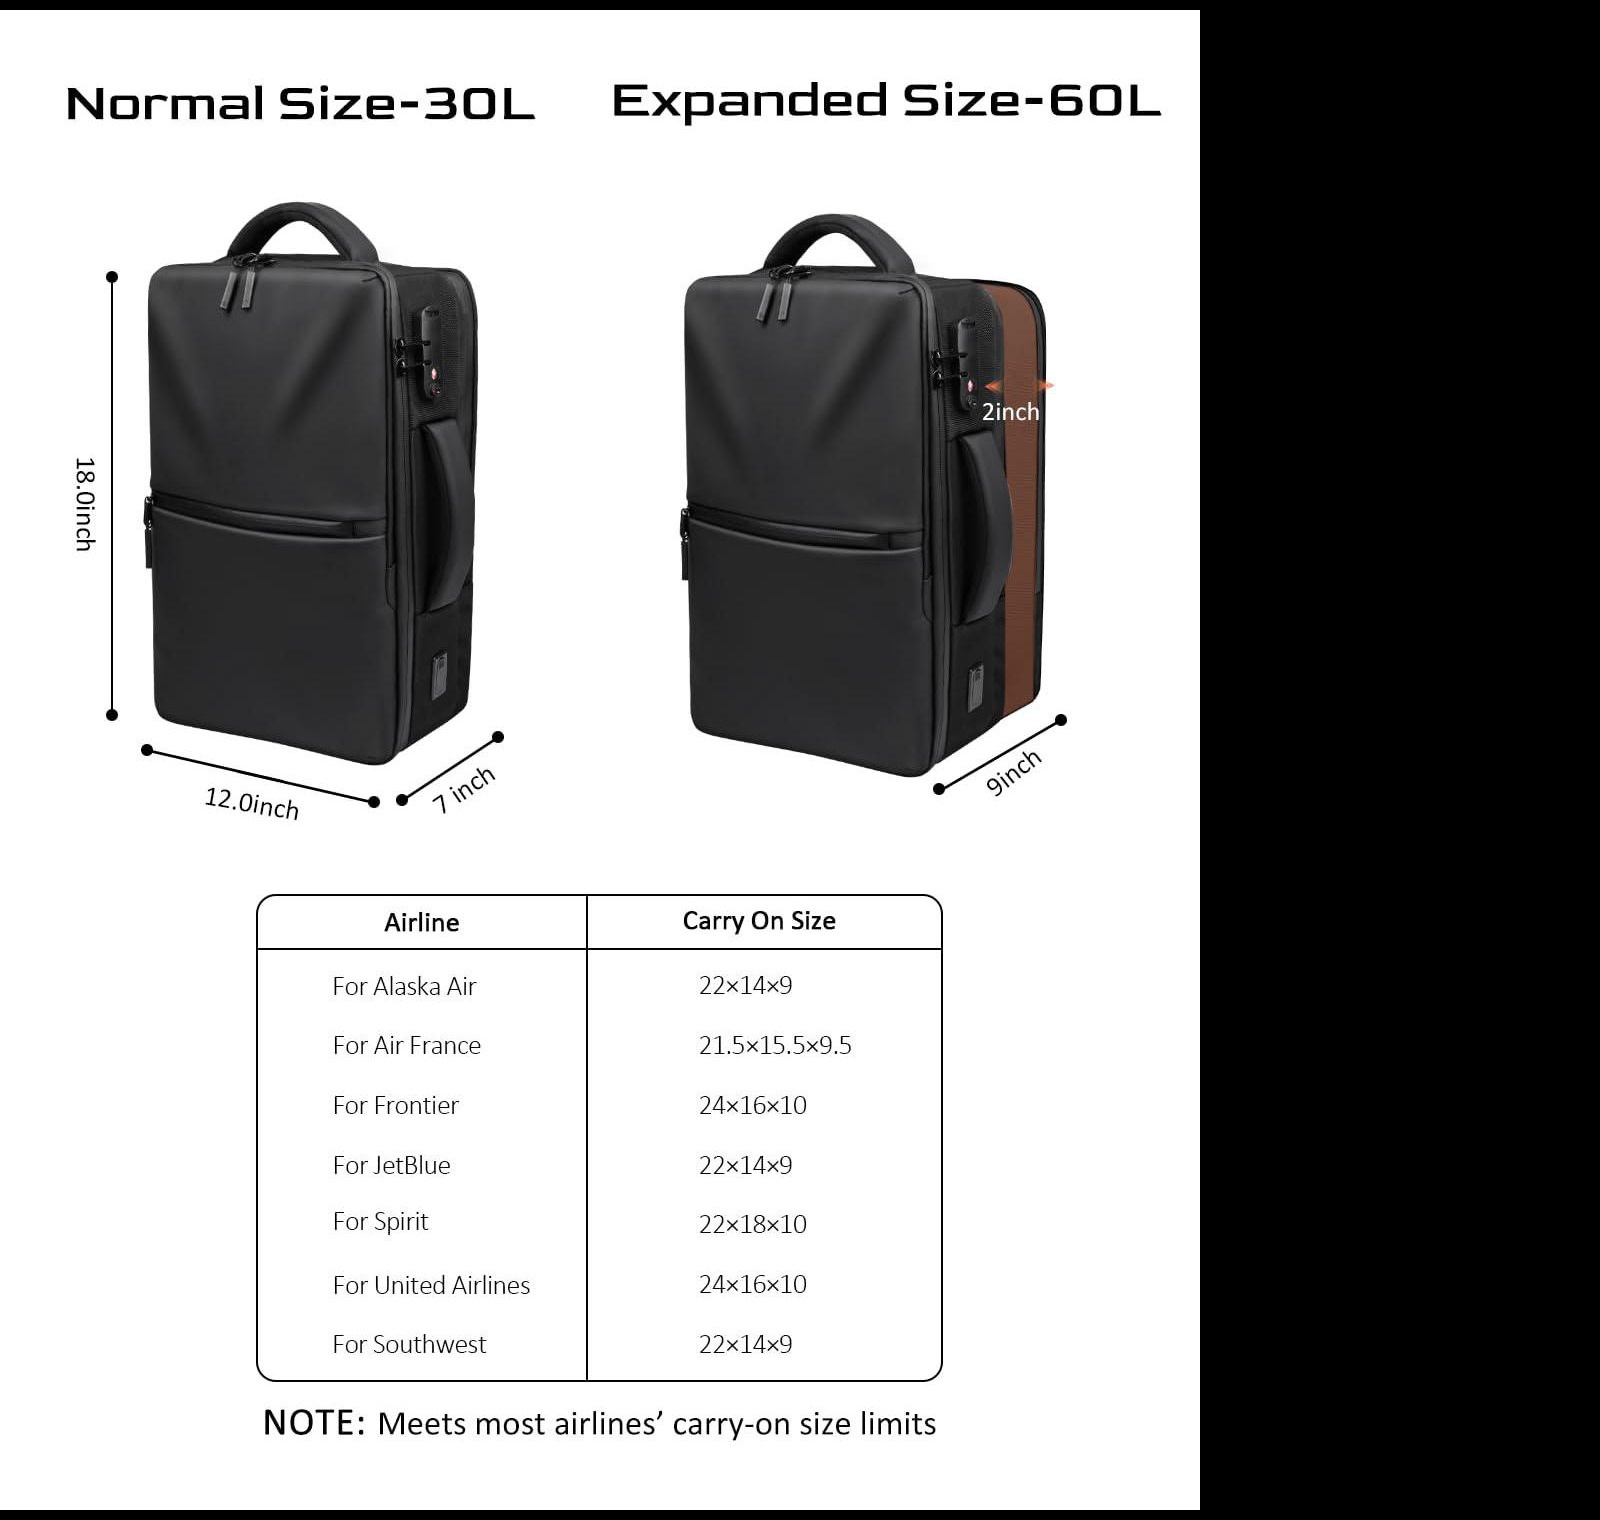 Normal Size-30L
Expanded Size-60L
18.0inch
12.0inch
7 inch
2inch
9inch
Airline
Carry On Size
For Alaska Air
22×14×9
For Air France
21.5×15.5×9.5
For Frontier
24×16×10
For JetBlue
22×14×9
For Spirit
22×18×10
For United Airlines
24×16×10
For Southwest
22×14×9
NOTE: Meets most airlines’ carry-on size limits